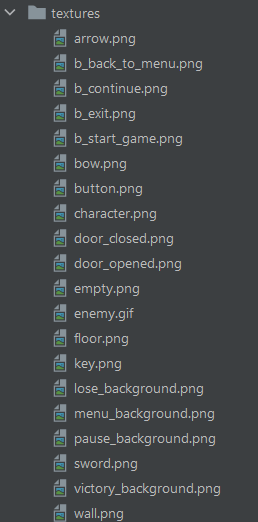 textures
arrow.png
b_back_to_menu.png
b_continue.png
b_exit.png
b_start_game.png
bow.png
button.png
character.png
door_closed.png
door_opened.png
empty.png
enemy.gif
floor.png
key.png
lose_background.png
menu_background.png
pause_background.png
sword.png
victory_background.png
wall.png